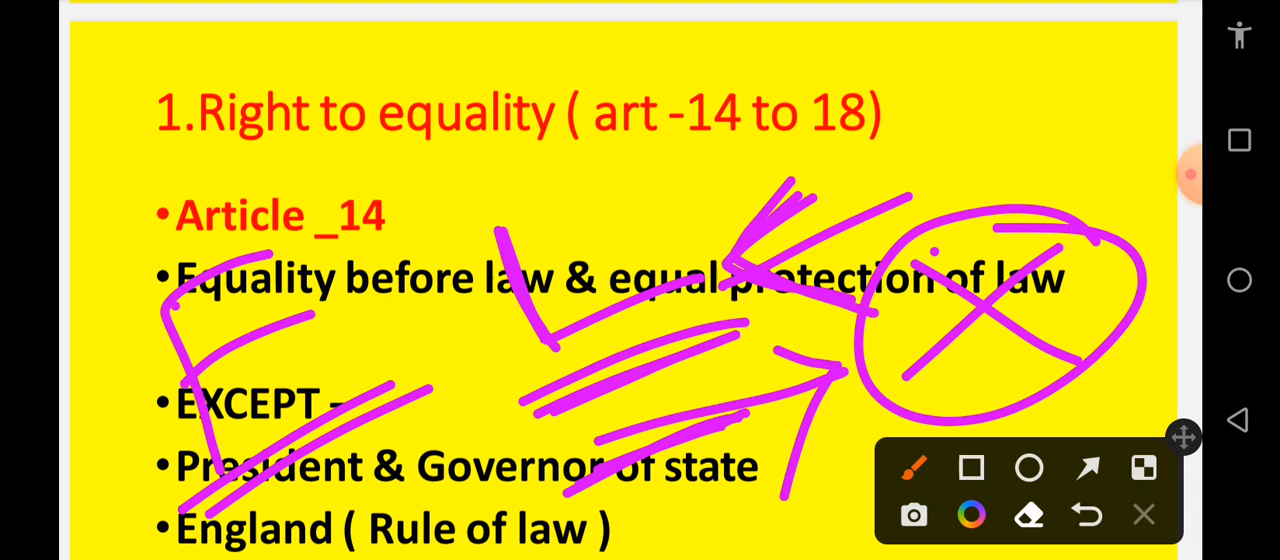 1.Right to equality ( art -14 to 18)
•Article _14
•Equality before law & equal protection of law
•EXCEPT -
•President & Governor of state
•England ( Rule of law )